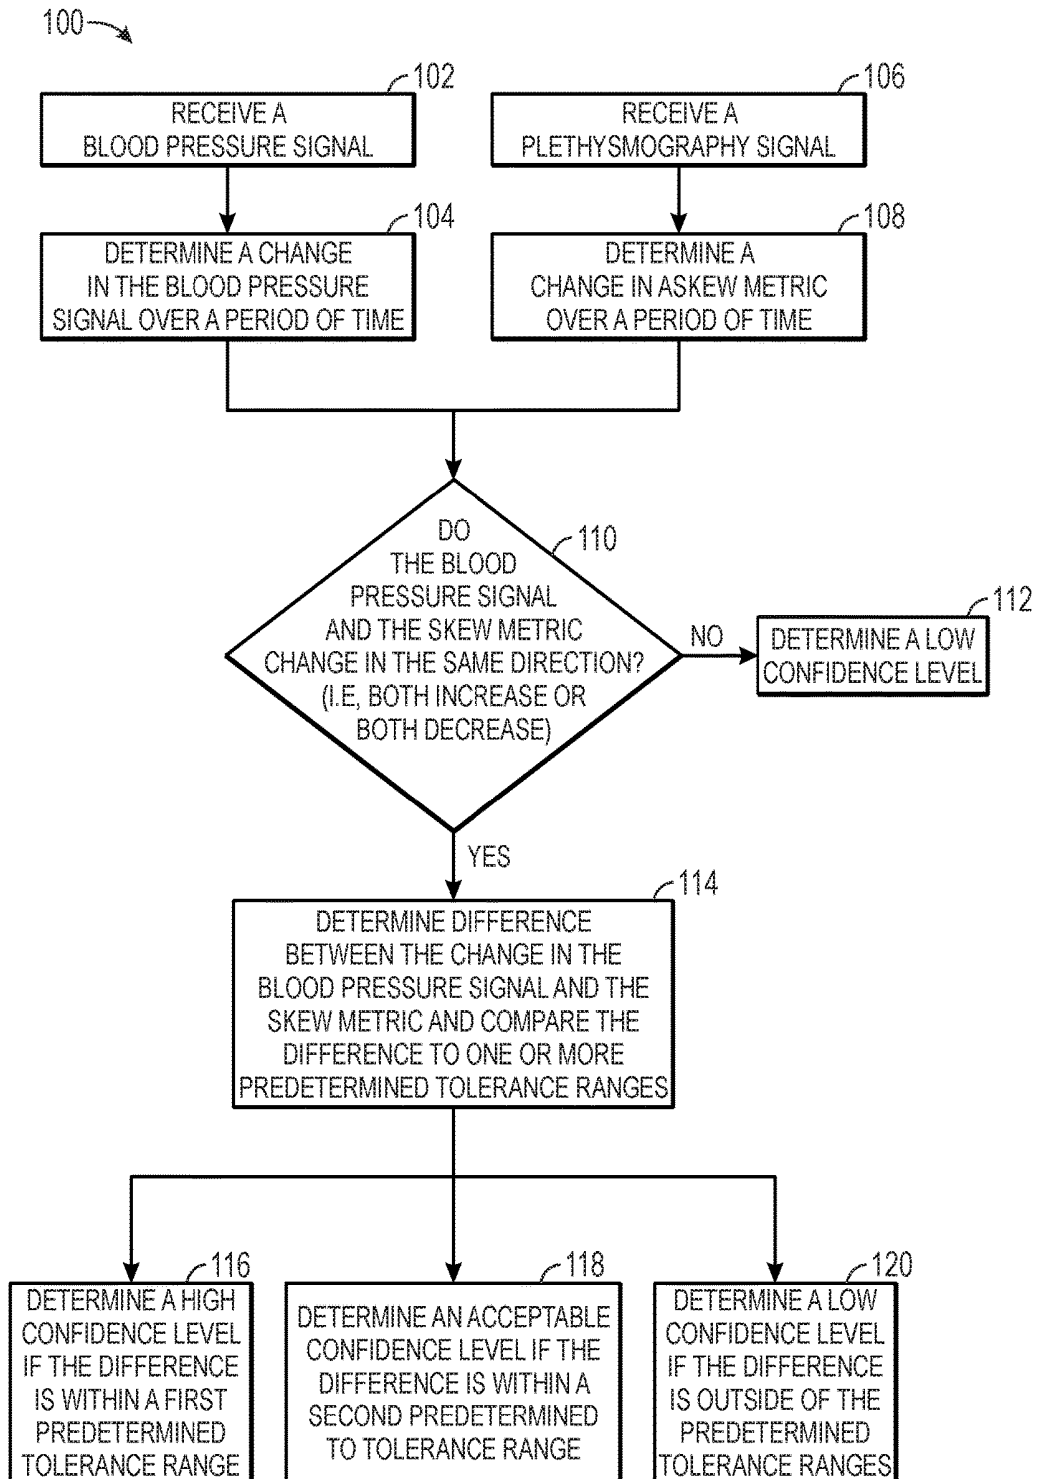 100
102
RECEIVE A
BLOOD PRESSURE SIGNAL
106
RECEIVE A
PLETHYSMOGRAPHY SIGNAL
104
DETERMINE A CHANGE
IN THE BLOOD PRESSURE
SIGNAL OVER A PERIOD OF TIME
108
DETERMINE A
CHANGE IN ASKEW METRIC
OVER A PERIOD OF TIME
110
DO
THE BLOOD
PRESSURE SIGNAL
AND THE SKEW METRIC
CHANGE IN THE SAME DIRECTION?
(I.E, BOTH INCREASE OR
BOTH DECREASE)
NO
112
DETERMINE A LOW
CONFIDENCE LEVEL
YES
114
DETERMINE DIFFERENCE
BETWEEN THE CHANGE IN THE
BLOOD PRESSURE SIGNAL AND THE
SKEW METRIC AND COMPARE THE
DIFFERENCE TO ONE OR MORE
PREDETERMINED TOLERANCE RANGES
116
DETERMINE A HIGH
CONFIDENCE LEVEL
IF THE DIFFERENCE
IS WITHIN A FIRST
PREDETERMINED
TOLERANCE RANGE
118
DETERMINE AN ACCEPTABLE
CONFIDENCE LEVEL IF THE
DIFFERENCE IS WITHIN A
SECOND PREDETERMINED
TO TOLERANCE RANGE
120
DETERMINE A LOW
CONFIDENCE LEVEL
IF THE DIFFERENCE
IS OUTSIDE OF THE
PREDETERMINED
TOLERANCE RANGES